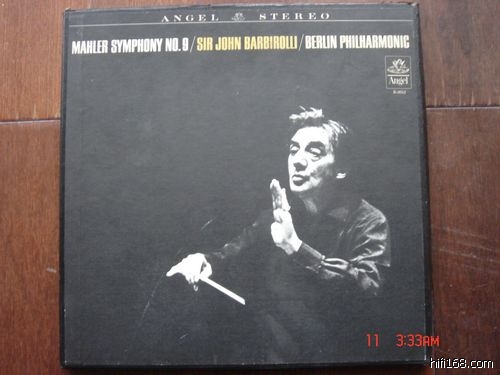 ANGEL STEREO
MAHLER SYMPHONY NO. 9/SIR JOHN BARBIROLLI/BERLIN PHILHARMONIC
Angel
11 3:33AM
hifi168.com